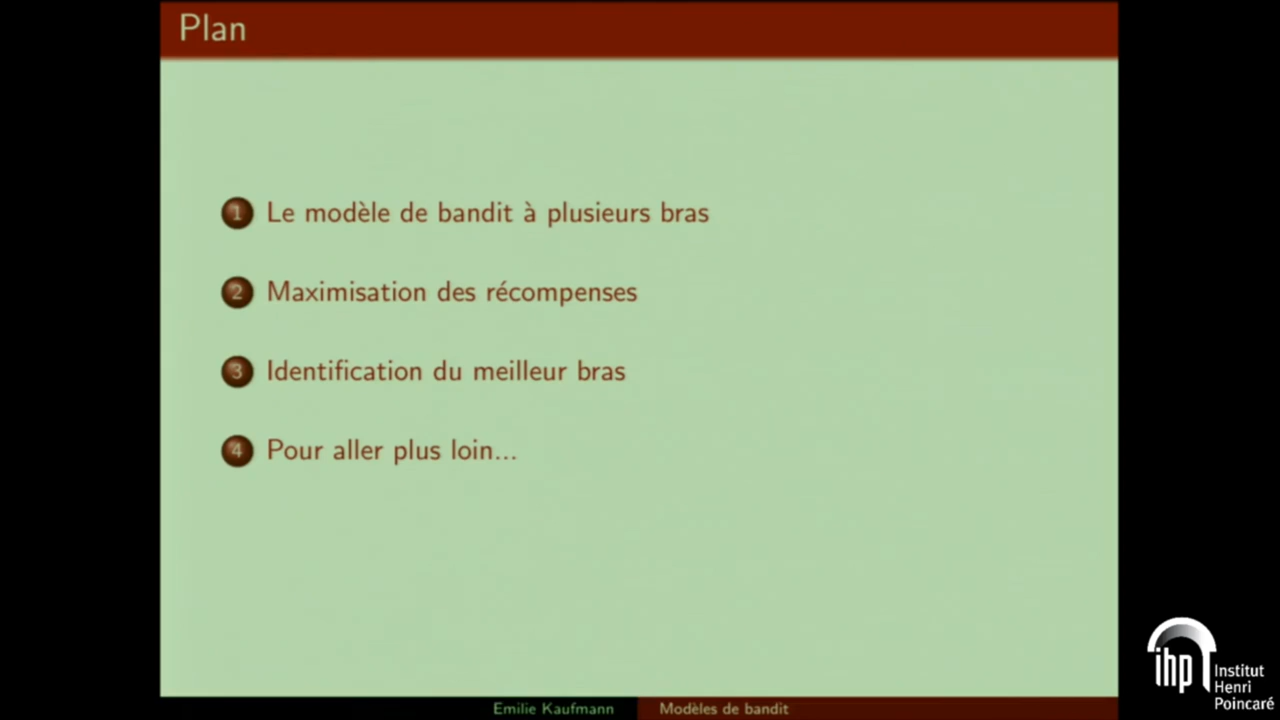 Plan
1 Le modèle de bandit à plusieurs bras
2 Maximisation des récompenses
3 Identification du meilleur bras
4 Pour aller plus loin...
Emilie Kaufmann Modèles de bandit
ihp Institut
Henri
Poincaré